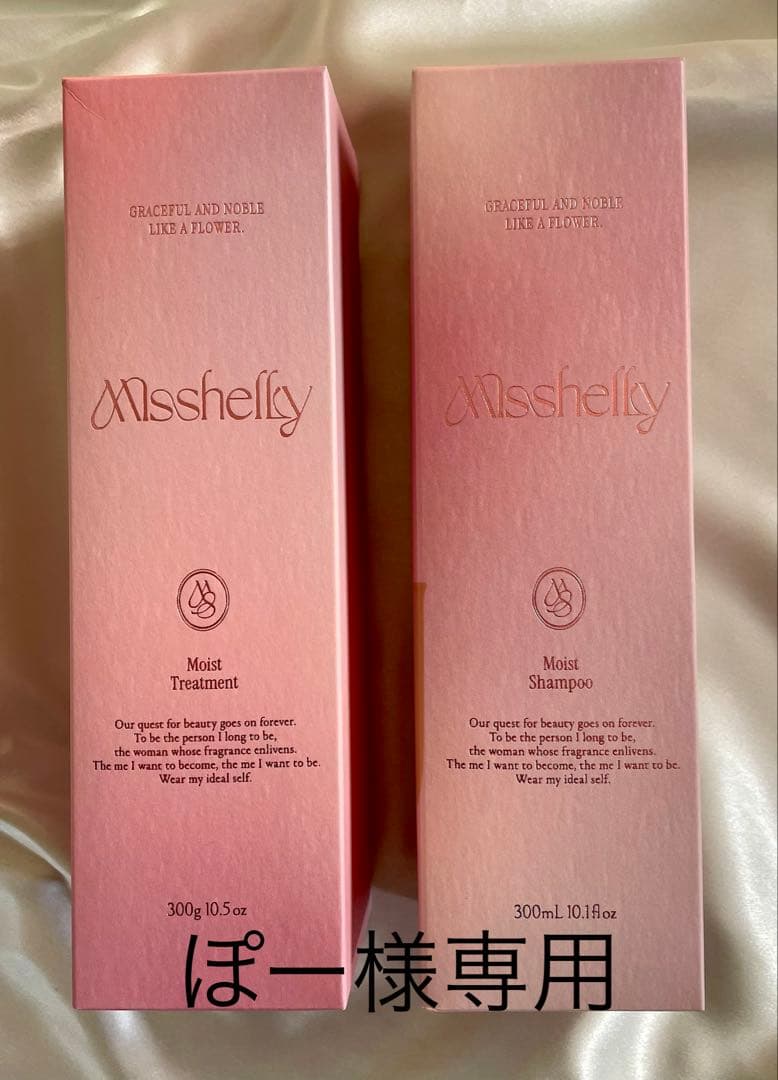 GRACEFUL AND NOBLE
LIKE A FLOWER.
Misshelly
MS
Moist
Treatment
Our quest for beauty goes on forever.
To be the person I long to be,
the woman whose fragrance enlivens.
The me I want to become, the me I want to be.
Wear my ideal self.
300g 10.5 oz
GRACEFUL AND NOBLE
LIKE A FLOWER.
Misshelly
MS
Moist
Shampoo
Our quest for beauty goes on forever.
To be the person I long to be,
the woman whose fragrance enlivens.
The me I want to become, the me I want to be.
Wear my ideal self.
300mL 10.1fl oz
ぽー様専用